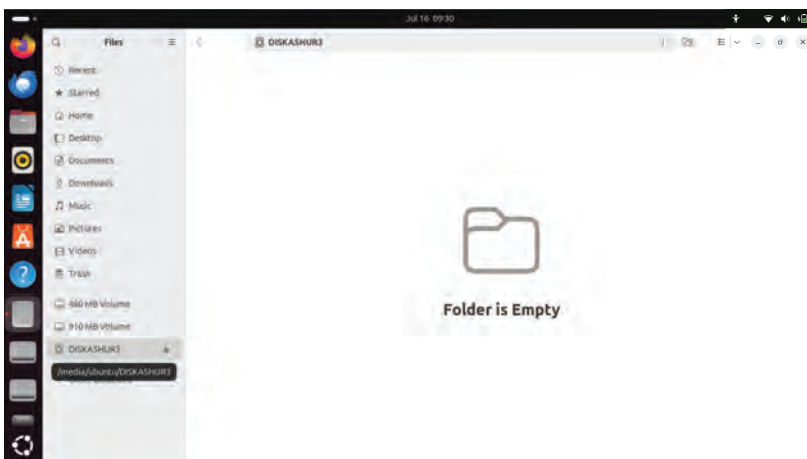 Jul 16 09:30
Files
DISKASHUR3
Recent
Starred
Home
Desktop
Documents
Downloads
Music
Pictures
Videos
Trash
480 MB Volume
910 MB Volume
DISKASHUR3
/media/ubuntu/DISKASHUR3
Folder is Empty